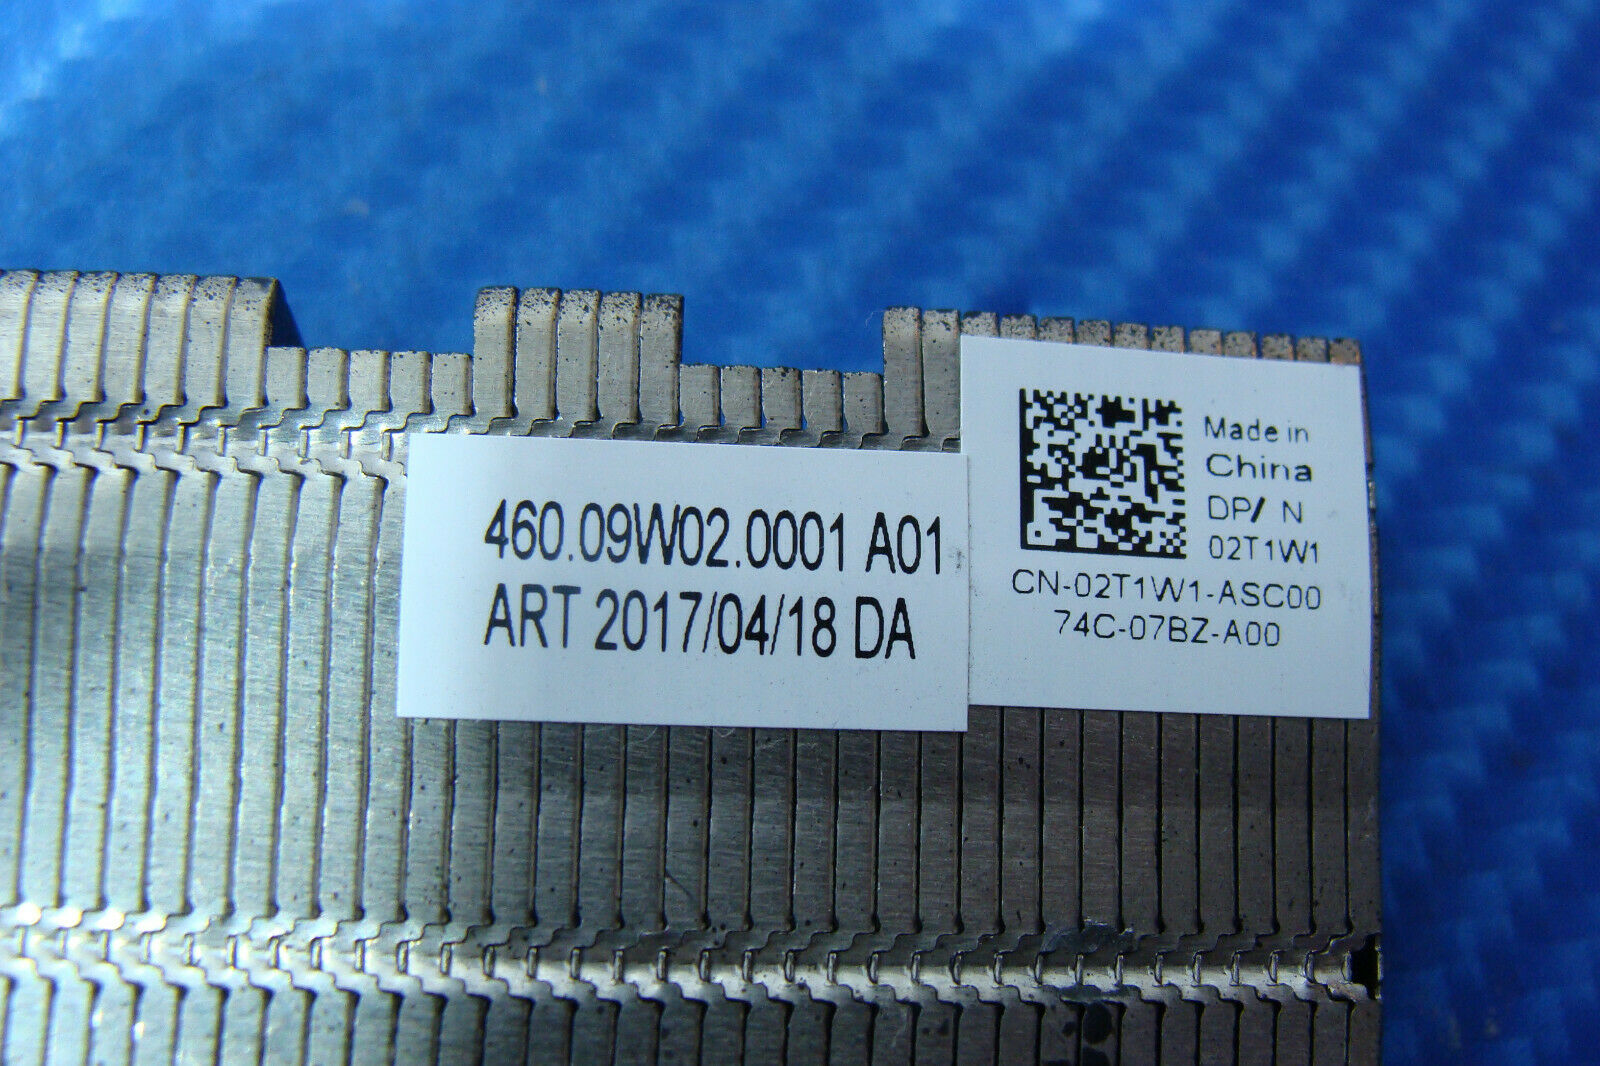 460.09W02.0001 A01
ART 2017/04/18 DA
Made in
China
DP/ N
02T1W1
CN-02T1W1-ASC00
74C-07BZ-A00